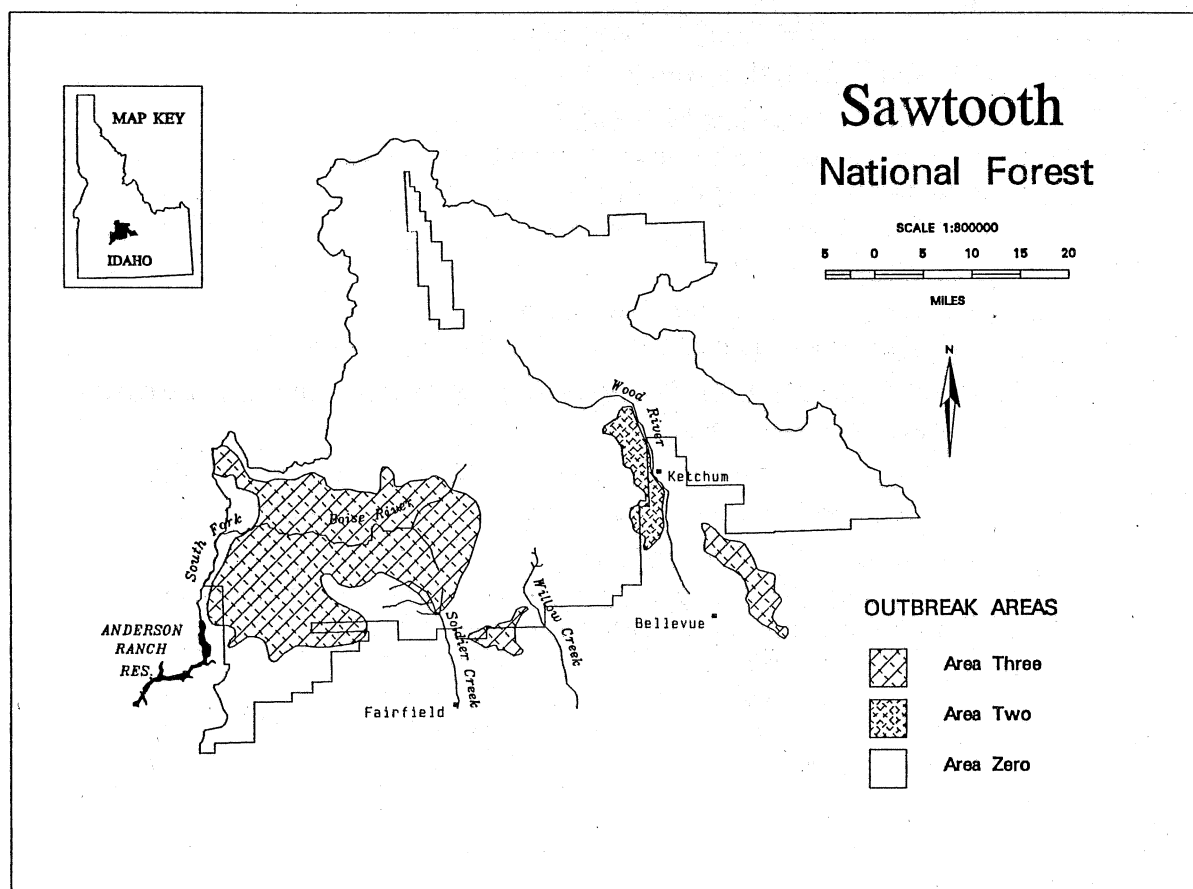 MAP KEY
IDAHO
Sawtooth
National Forest
SCALE 1:800000
5 0 5 10 15 20
MILES
N
Wood River
Ketchum
Boise River
South Fork
Willow Creek
Soldier Creek
Bellevue
ANDERSON
RANCH
RES.
Fairfield
OUTBREAK AREAS
Area Three
Area Two
Area Zero